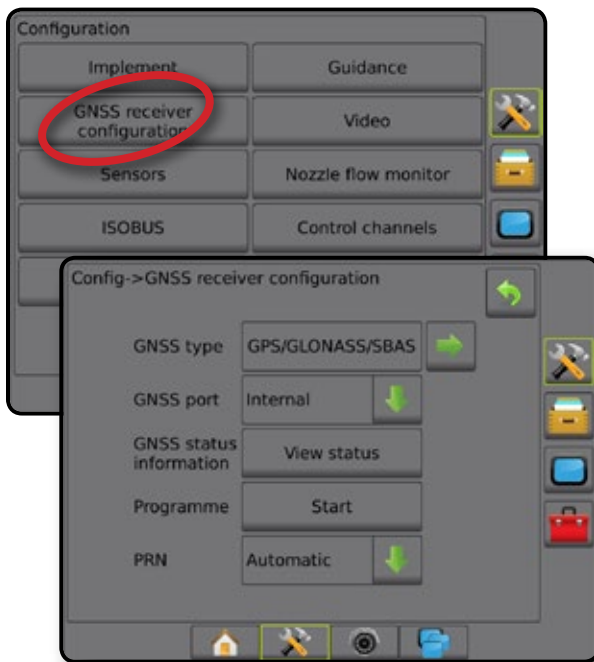 Configuration
Implement
Guidance
GNSS receiver
configuration
Video
Sensors
Nozzle flow monitor
ISOBUS
Control channels
Config->GNSS receiver configuration
GNSS type
GPS/GLONASS/SBAS
GNSS port
Internal
GNSS status
information
View status
Programme
Start
PRN
Automatic